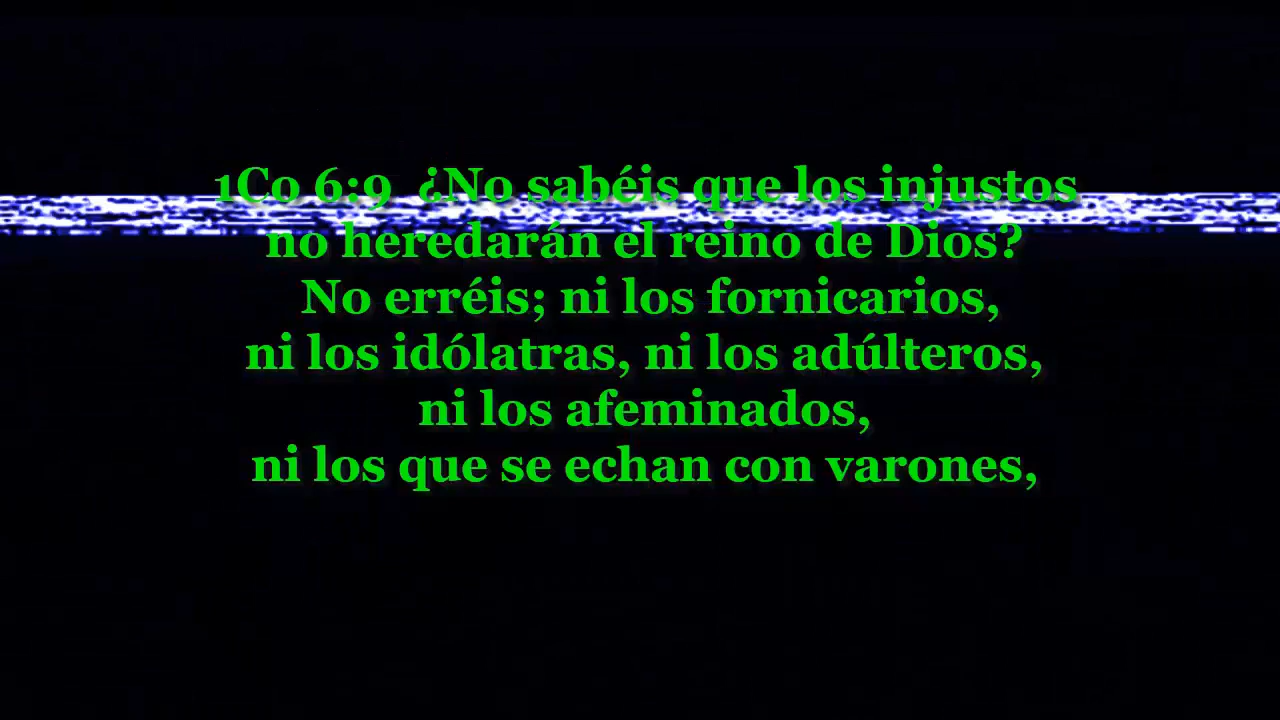 1Co 6:9  ¿No sabéis que los injustos
no heredarán el reino de Dios?
No erréis; ni los fornicarios,
ni los idólatras, ni los adúlteros,
ni los afeminados,
ni los que se echan con varones,